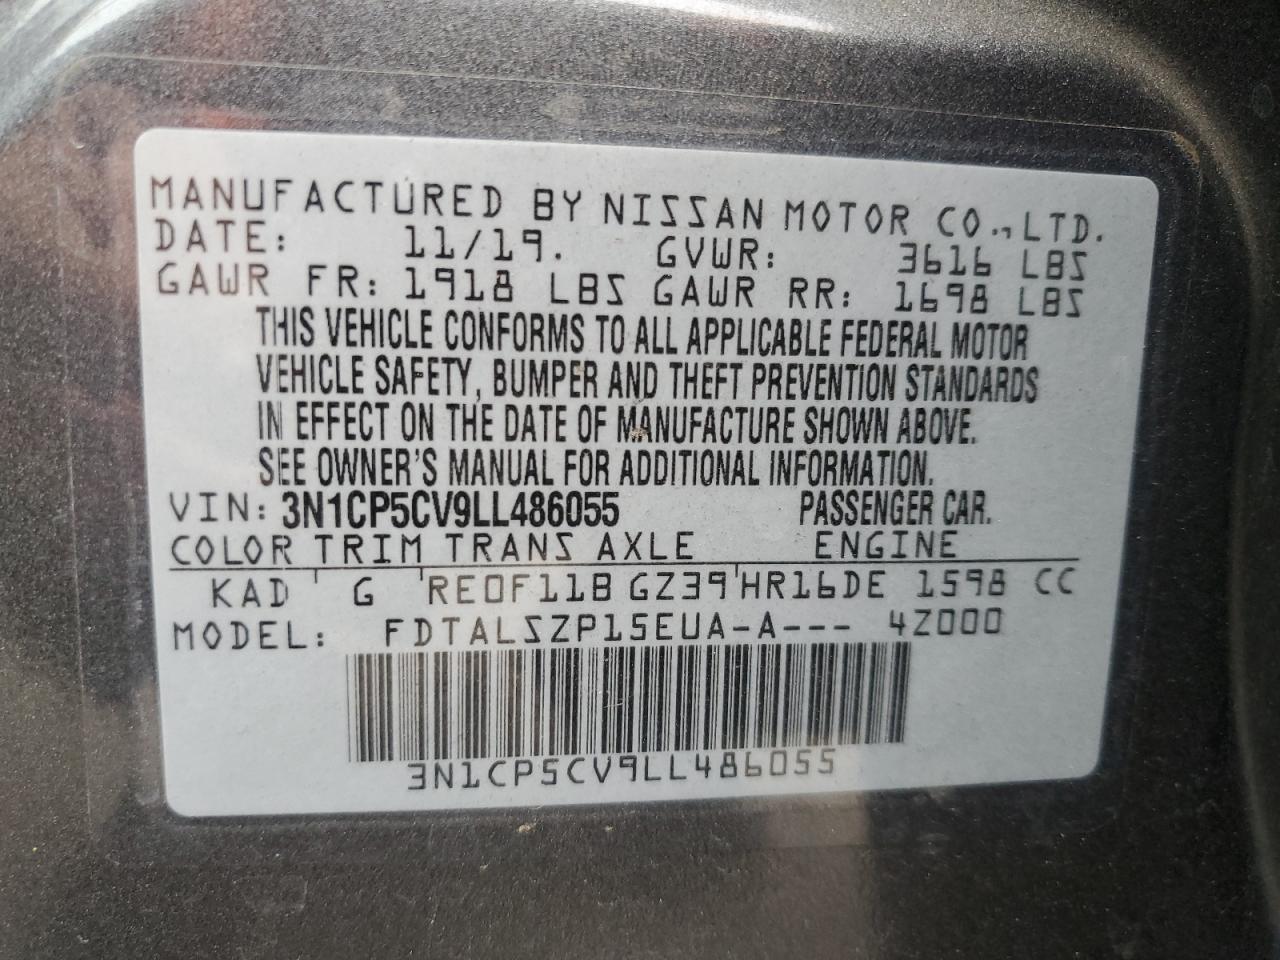 MANUFACTURED BY NISSAN MOTOR CO., LTD.
DATE: 11/19. GVWR: 3616 LBS
GAWR FR: 1918 LBS GAWR RR: 1698 LBS
THIS VEHICLE CONFORMS TO ALL APPLICABLE FEDERAL MOTOR
VEHICLE SAFETY, BUMPER AND THEFT PREVENTION STANDARDS
IN EFFECT ON THE DATE OF MANUFACTURE SHOWN ABOVE.
SEE OWNER'S MANUAL FOR ADDITIONAL INFORMATION.
VIN: 3N1CP5CV9LL486055 PASSENGER CAR.
COLOR TRIM TRANS AXLE ENGINE
KAD G RE0F11B GZ39 HR16DE 1598 CC
MODEL: FDTALSZP15EUA-A--- 4Z000
3N1CP5CV9LL486055